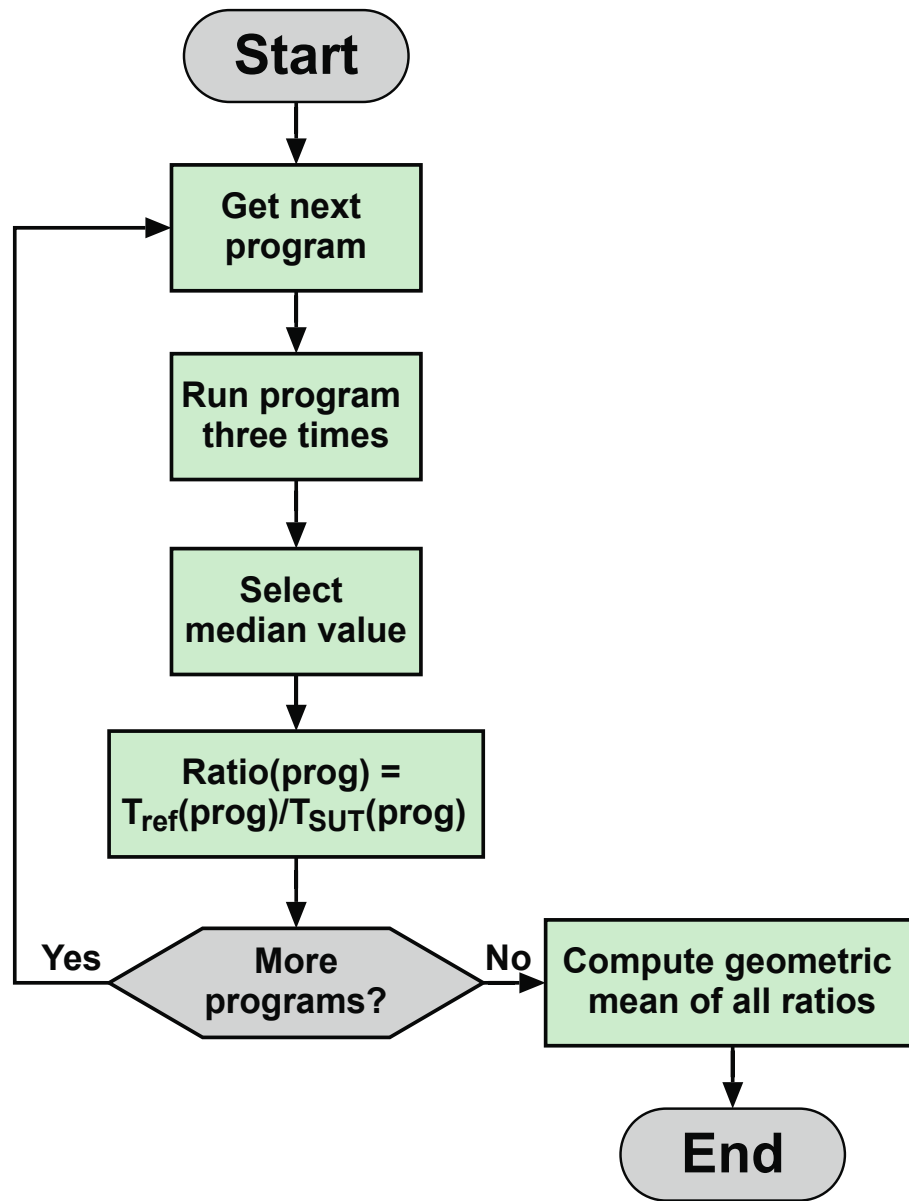 Start
Get next
program
Run program
three times
Select
median value
Ratio(prog) =
Tref(prog)/TSUT(prog)
Yes
More
programs?
No
Compute geometric
mean of all ratios
End